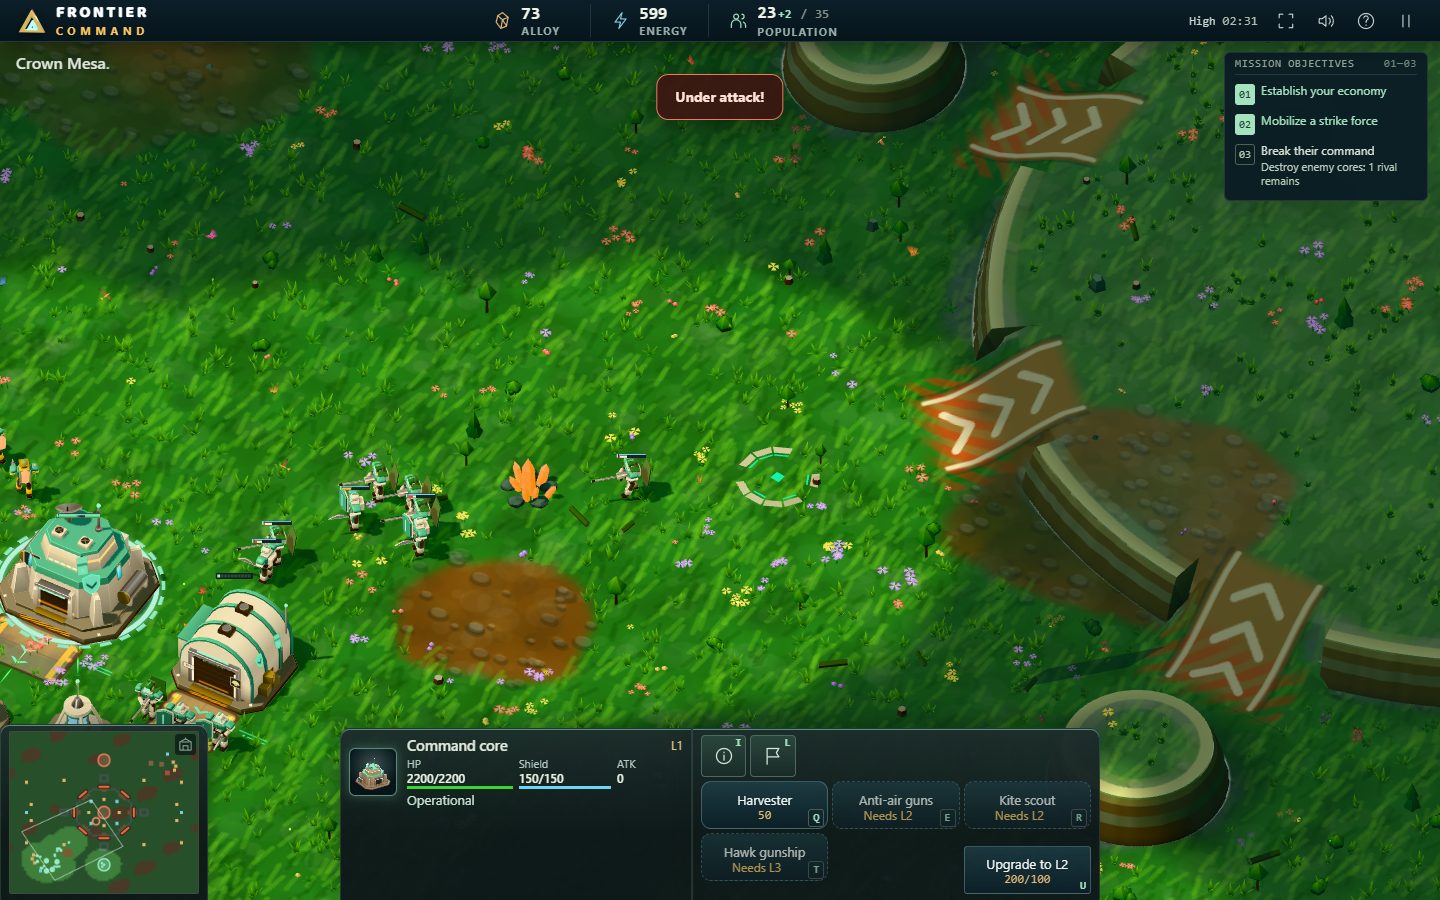 FRONTIER
COMMAND
73
ALLOY
599
ENERGY
23+2 / 35
POPULATION
High 02:31
Crown Mesa.
Under attack!
MISSION OBJECTIVES 01—03
01 Establish your economy
02 Mobilize a strike force
03 Break their command
Destroy enemy cores: 1 rival
remains
Command core L1
HP Shield ATK
2200/2200 150/150 0
Operational
I L
Harvester
50 Q
Anti-air guns
Needs L2 E
Kite scout
Needs L2 R
Hawk gunship
Needs L3 T
Upgrade to L2
200/100 U